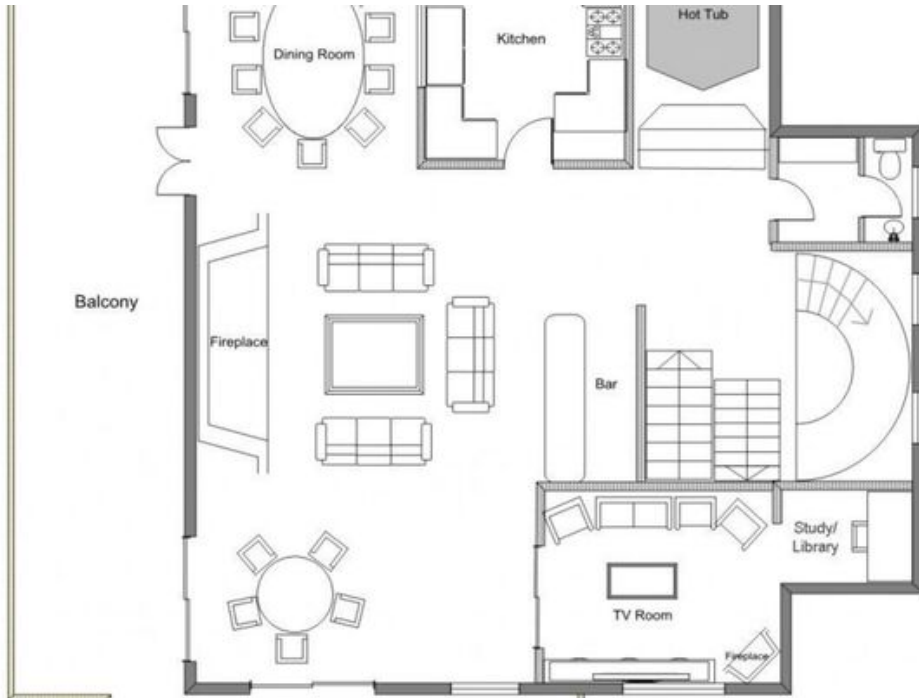 Hot Tub
Kitchen
Dining Room
Balcony
Fireplace
Bar
Study/
Library
TV Room
Fireplace